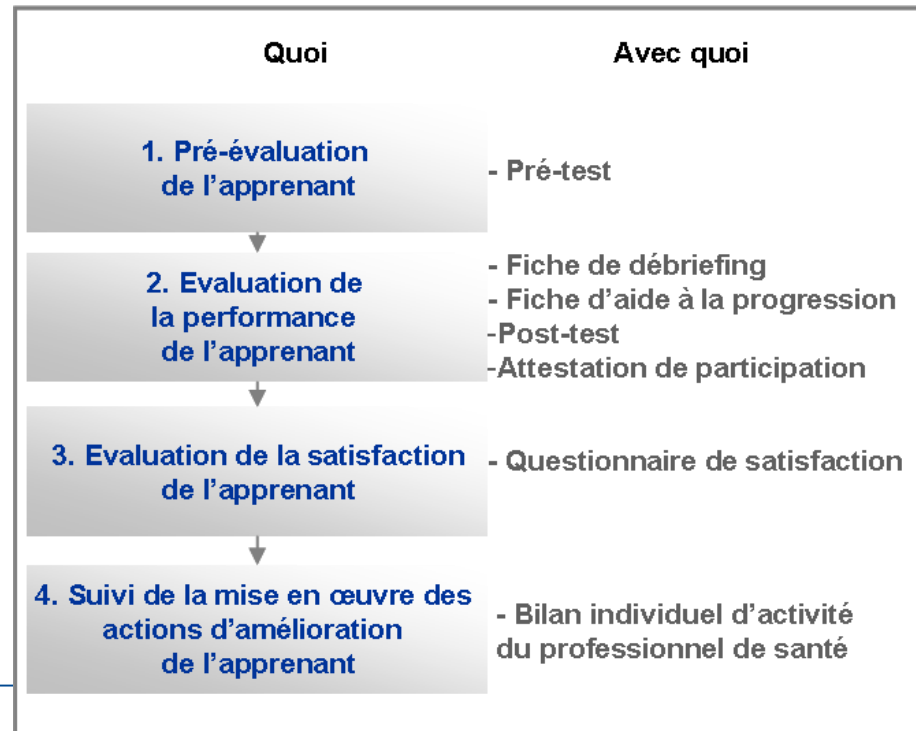 Quoi
Avec quoi
1. Pré-évaluation
de l'apprenant
- Pré-test
2. Evaluation de
la performance
de l'apprenant
- Fiche de débriefing
- Fiche d'aide à la progression
-Post-test
-Attestation de participation
3. Evaluation de la satisfaction
de l'apprenant
- Questionnaire de satisfaction
4. Suivi de la mise en œuvre des
actions d'amélioration
de l'apprenant
- Bilan individuel d'activité
du professionnel de santé